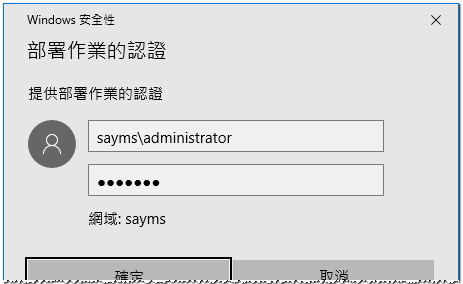 Windows 安全性
部署作業的認證
提供部署作業的認證
sayms\administrator
●●●●●●●
網域: sayms
確定
取消